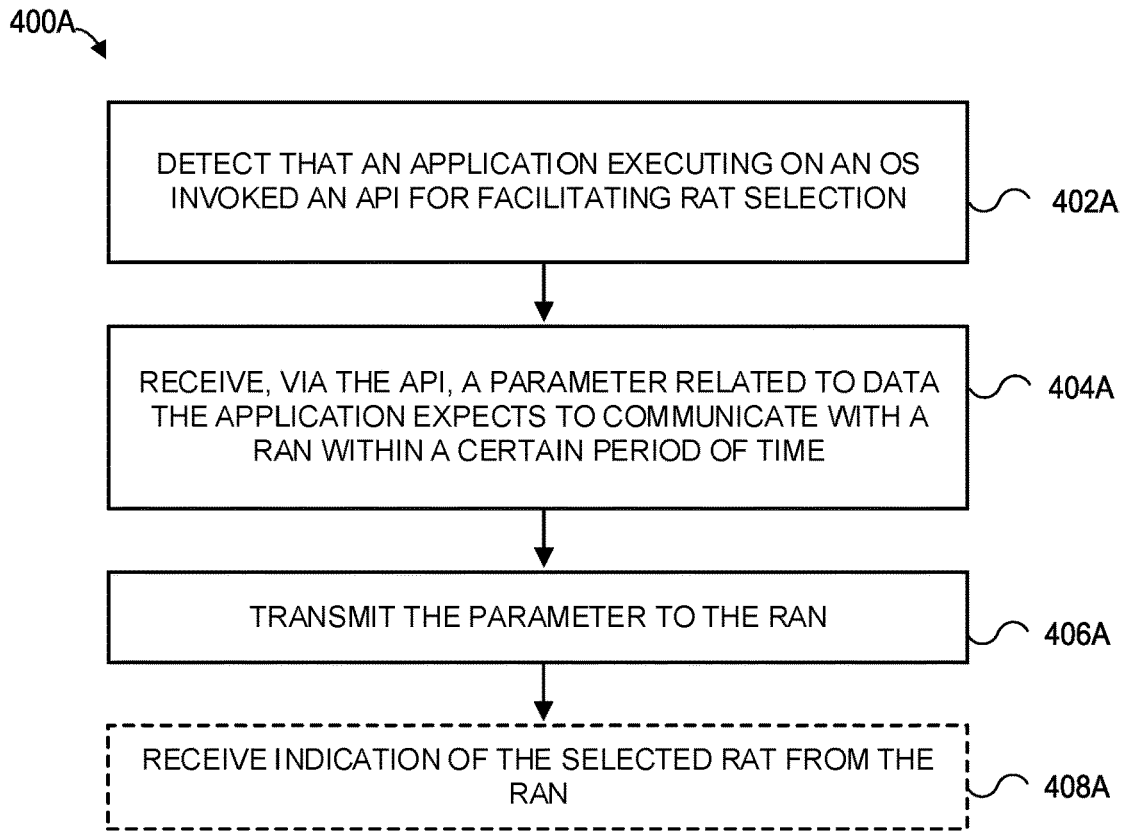 400A
DETECT THAT AN APPLICATION EXECUTING ON AN OS
INVOKED AN API FOR FACILITATING RAT SELECTION
402A
RECEIVE, VIA THE API, A PARAMETER RELATED TO DATA
THE APPLICATION EXPECTS TO COMMUNICATE WITH A
RAN WITHIN A CERTAIN PERIOD OF TIME
404A
TRANSMIT THE PARAMETER TO THE RAN
406A
RECEIVE INDICATION OF THE SELECTED RAT FROM THE
RAN
408A